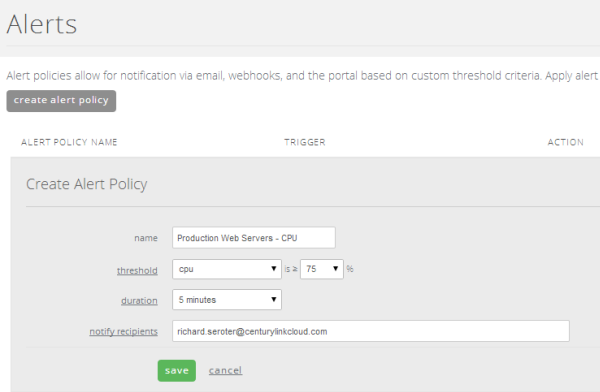 Alerts
Alert policies allow for notification via email, webhooks, and the portal based on custom threshold criteria. Apply alert
create alert policy
ALERT POLICY NAME TRIGGER ACTION
Create Alert Policy
name Production Web Servers - CPU
threshold cpu is ≥ 75 %
duration 5 minutes
notify recipients richard.seroter@centurylinkcloud.com
save cancel